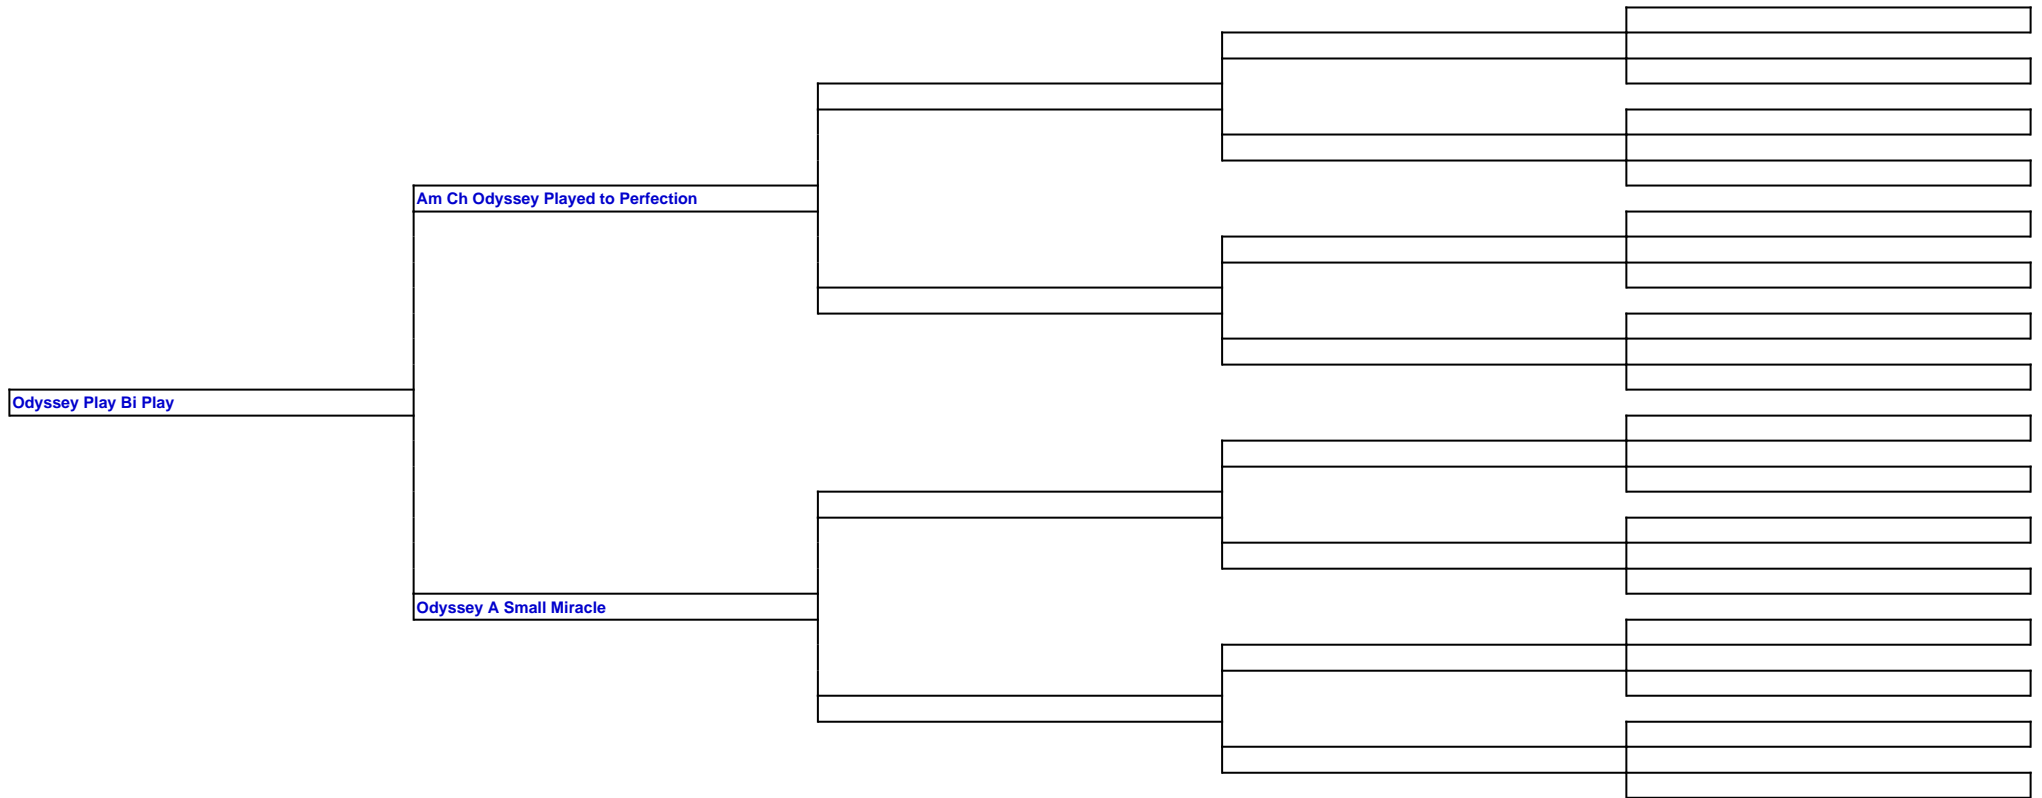 Am Ch Odyssey Played to Perfection
Odyssey Play Bi Play
Odyssey A Small Miracle